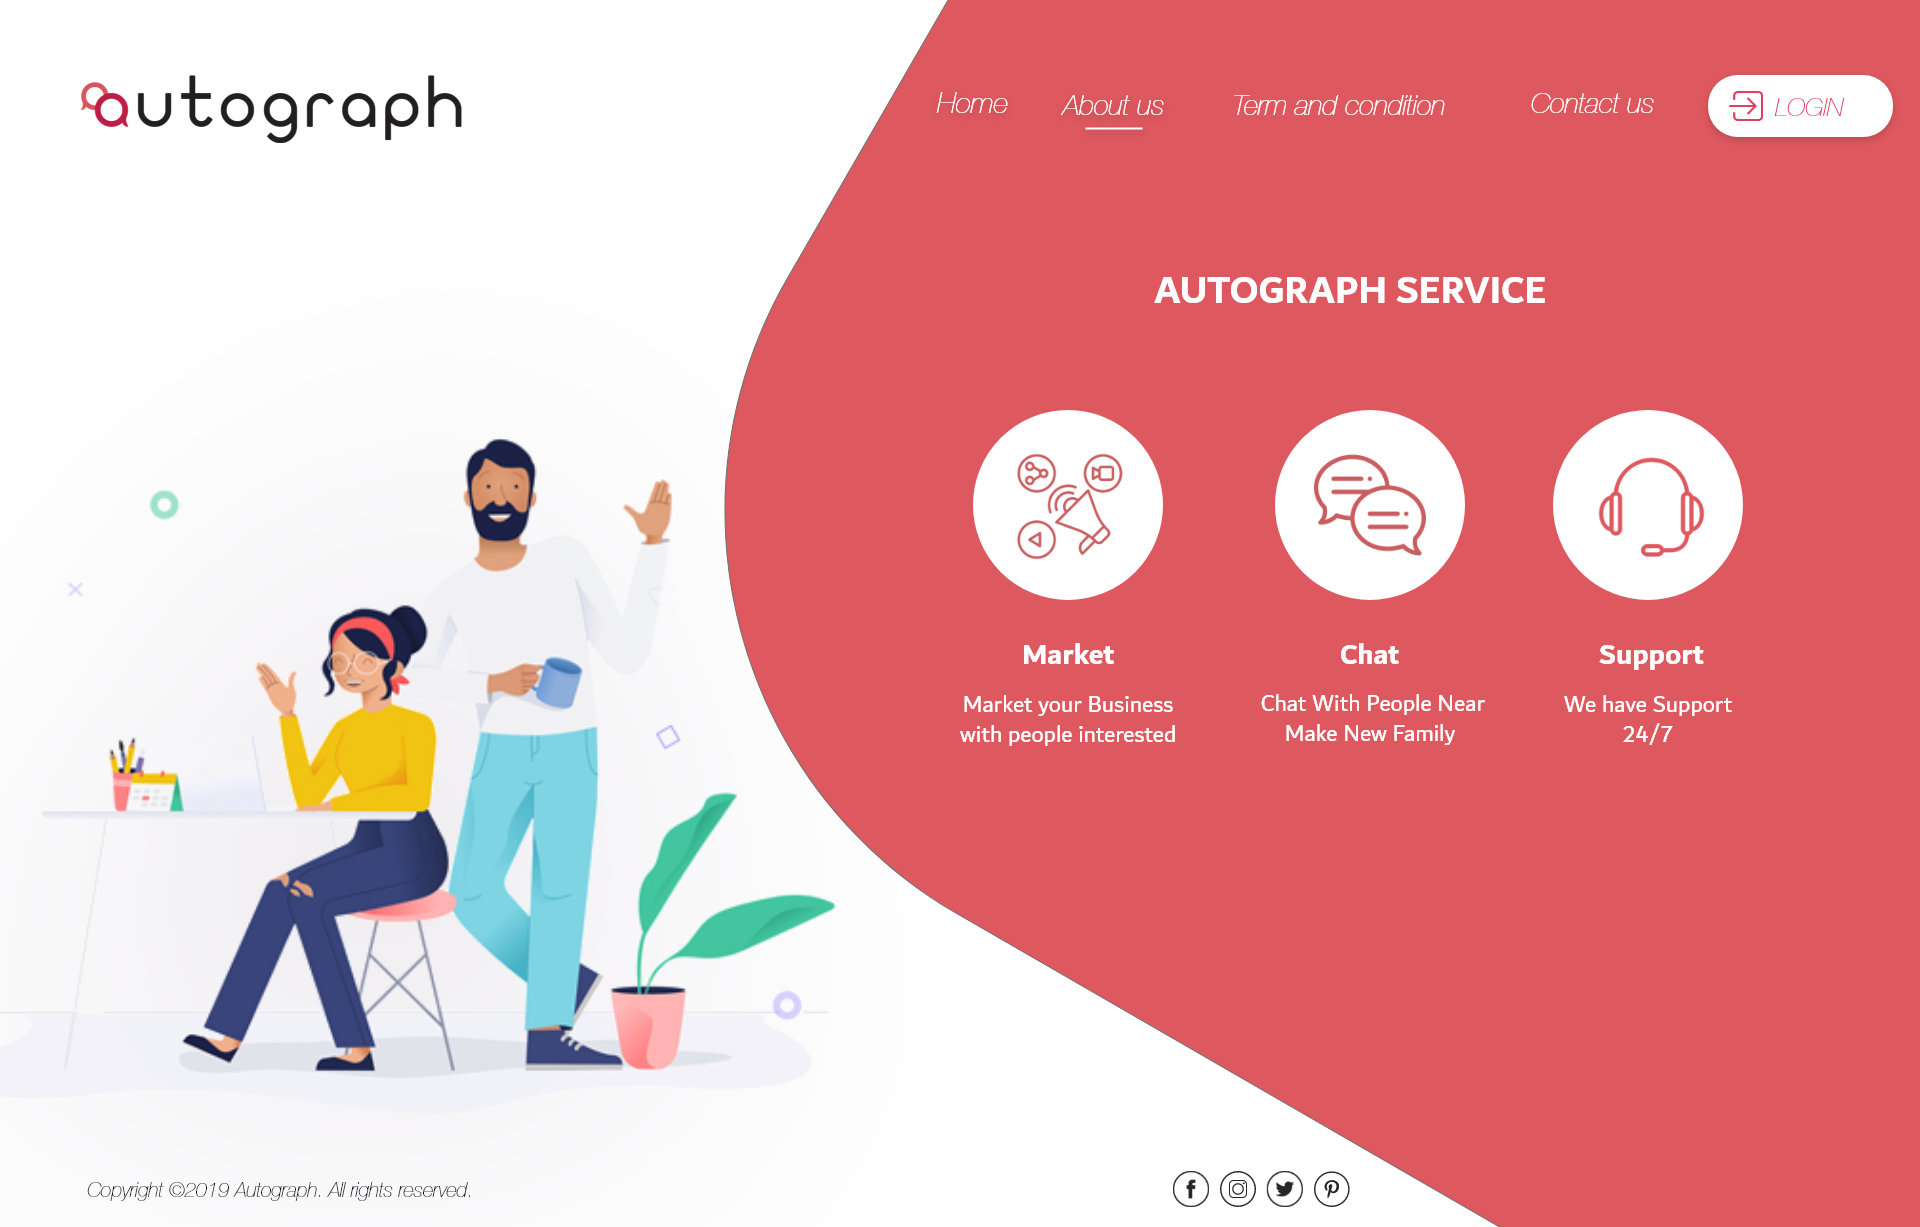 autograph
Home
About us
Term and condition
Contact us
LOGIN
AUTOGRAPH SERVICE
Market
Market your Business
with people interested
Chat
Chat With People Near
Make New Family
Support
We have Support
24/7
Copyright ©2019 Autograph. All rights reserved.